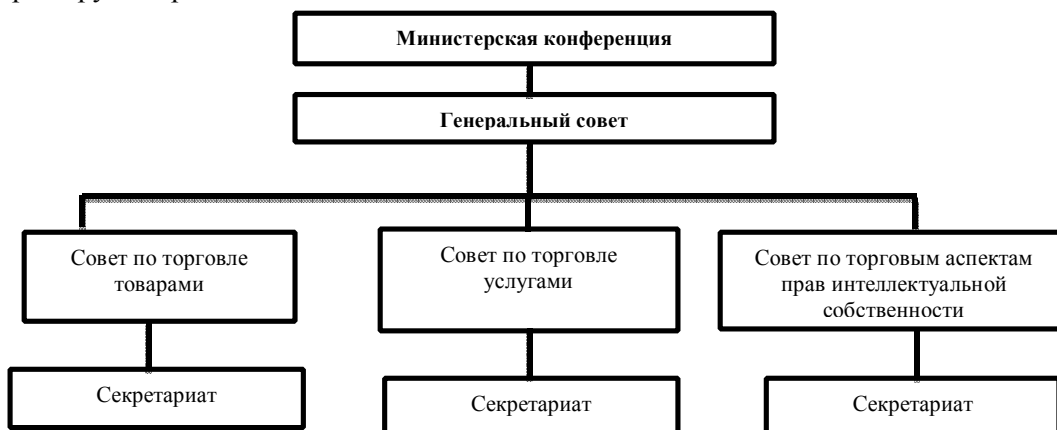 Министерская конференция
Генеральный совет
Совет по торговле
товарами
Совет по торговле
услугами
Совет по торговым аспектам
прав интеллектуальной
собственности
Секретариат
Секретариат
Секретариат